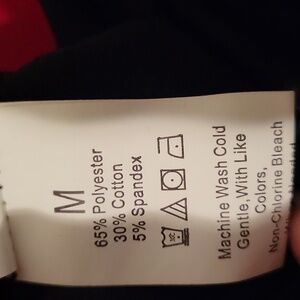 M
65% Polyester
30% Cotton
5% Spandex
Machine Wash Cold
Gentle, With Like
Colors,
Non-Chlorine Bleach